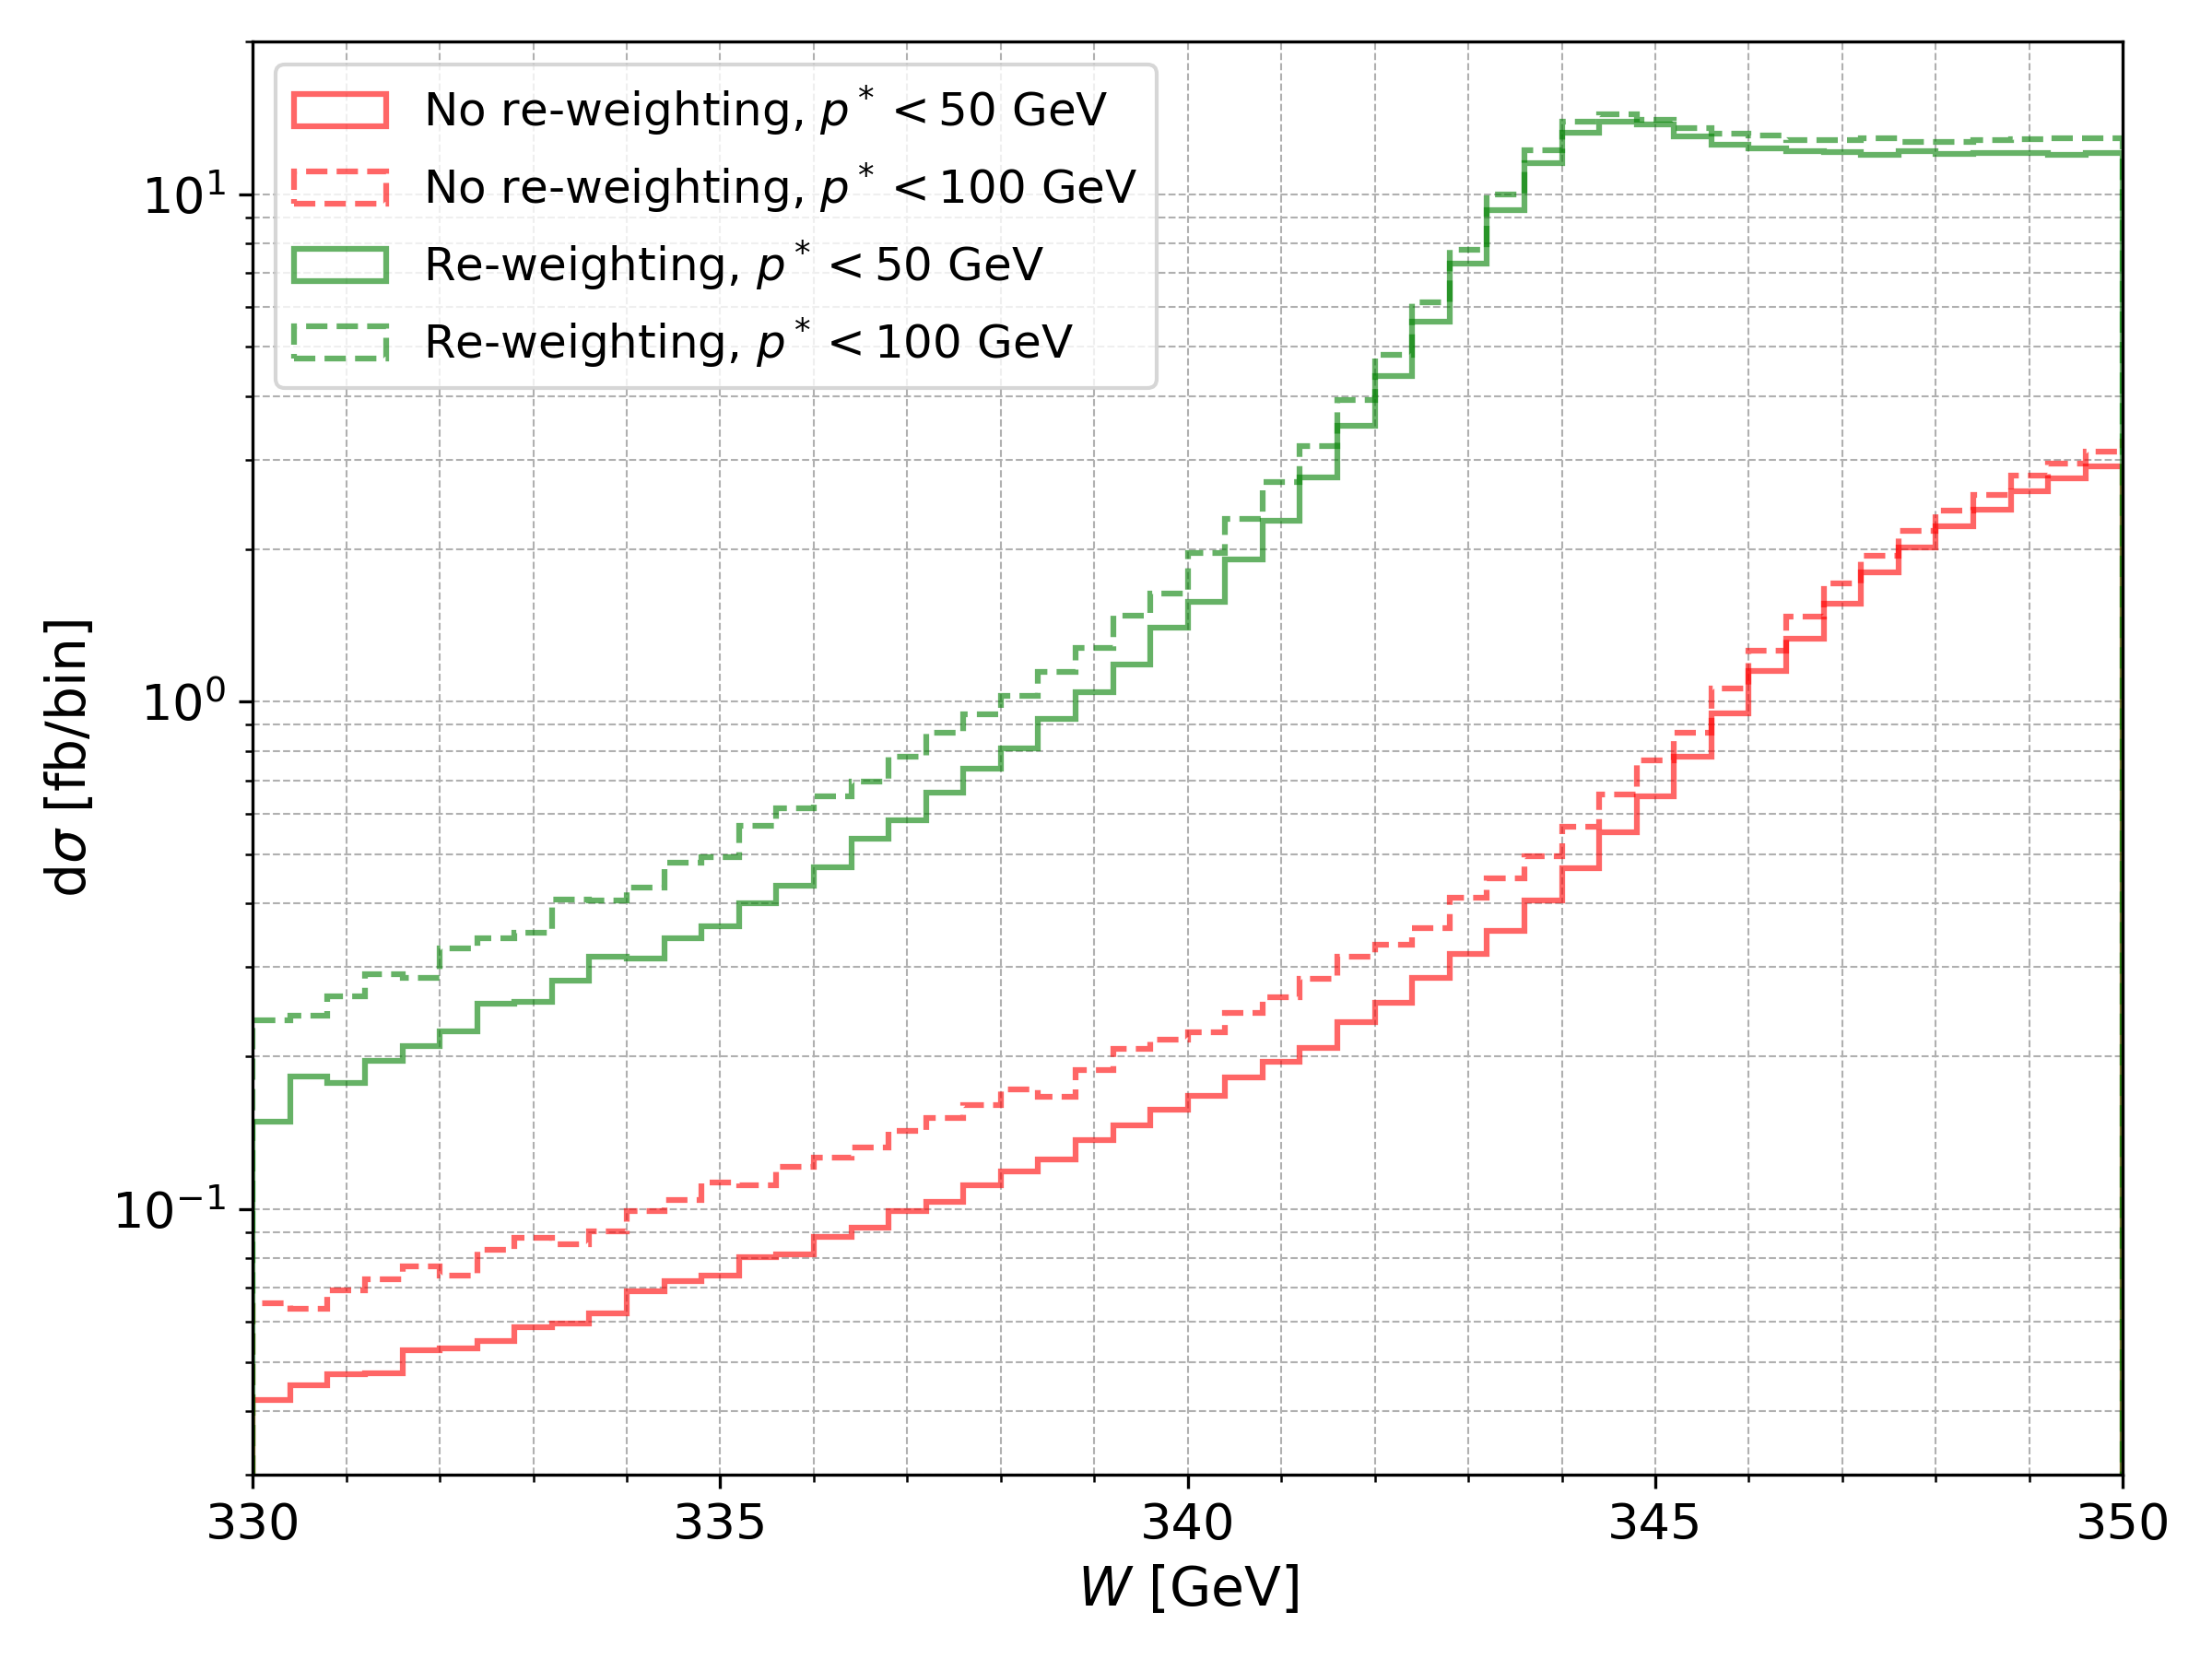 No re-weighting, p* < 50 GeV
No re-weighting, p* < 100 GeV
Re-weighting, p* < 50 GeV
Re-weighting, p* < 100 GeV
10¹
10⁰
10⁻¹
dσ [fb/bin]
330 335 340 345 350
W [GeV]